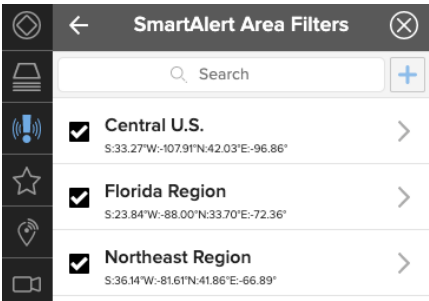 SmartAlert Area Filters
Search
Central U.S.
S:33.27°W:-107.91°N:42.03°E:-96.86°
Florida Region
S:23.84°W:-88.00°N:33.70°E:-72.36°
Northeast Region
S:36.14°W:-81.61°N:41.86°E:-66.89°